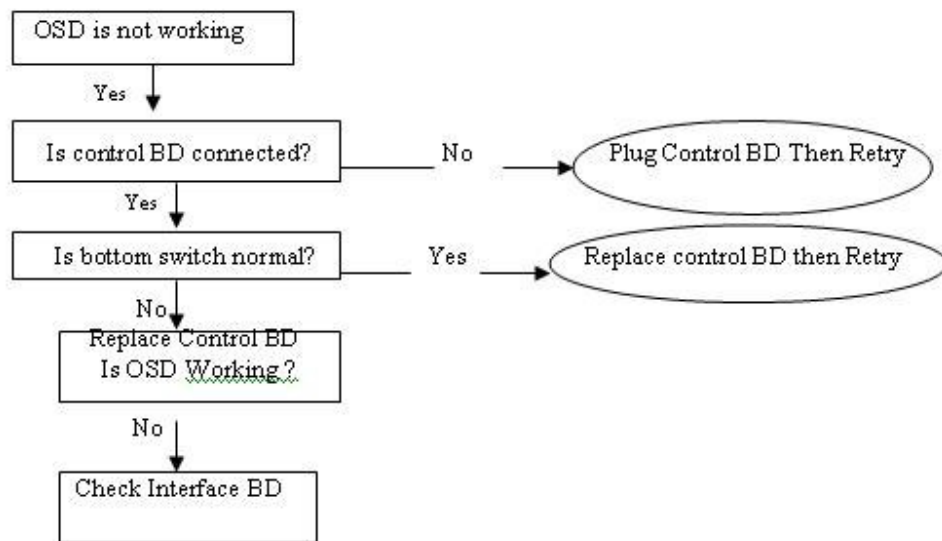 OSD is not working
Yes
Is control BD connected?
No
Plug Control BD Then Retry
Yes
Is bottom switch normal?
Yes
Replace control BD then Retry
No
Replace Control BD
Is OSD Working ?
No
Check Interface BD